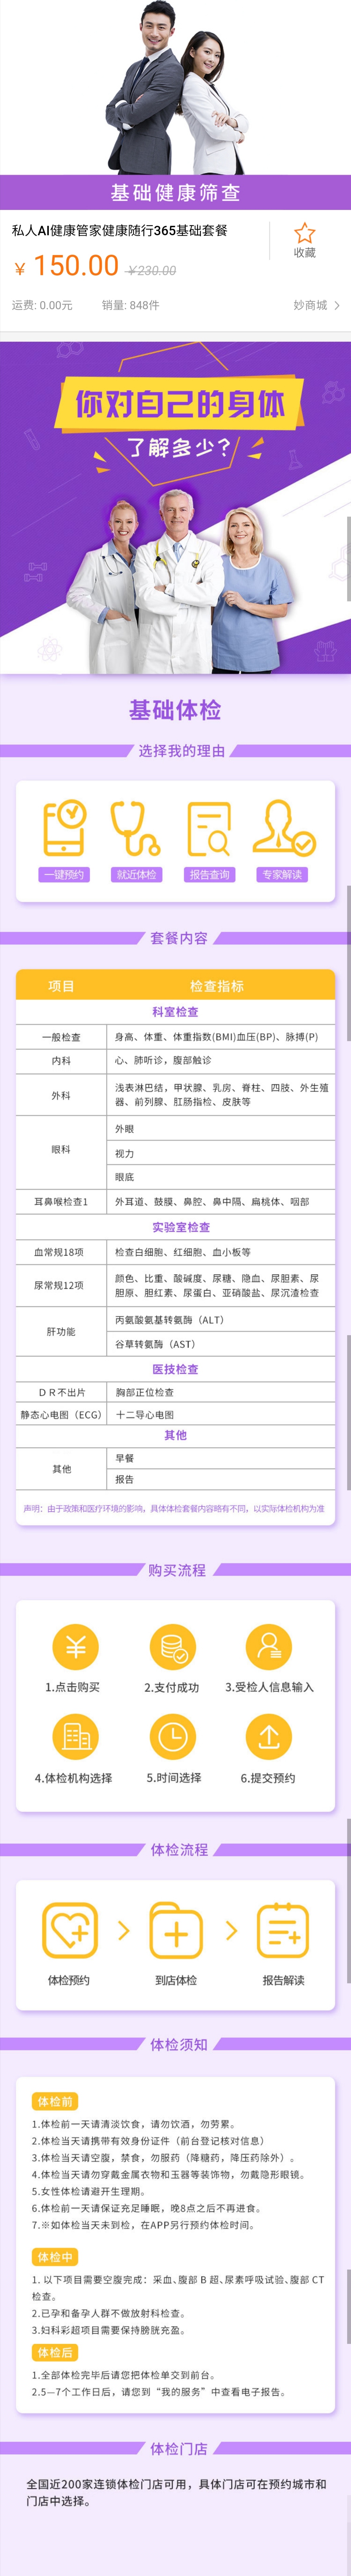 基础健康筛查
私人AI健康管家健康随行365基础套餐
收藏
¥ 150.00 ¥230.00
运费: 0.00元 销量: 848件 妙商城
你对自己的身体
了解多少?
基础体检
选择我的理由
一键预约 就近体检 报告查询 专家解读
套餐内容
项目 检查指标
科室检查
一般检查 身高、体重、体重指数(BMI)血压(BP)、脉搏(P)
内科 心、肺听诊，腹部触诊
外科 浅表淋巴结，甲状腺、乳房、脊柱、四肢、外生殖
器、前列腺、肛肠指检、皮肤等
眼科 外眼
视力
眼底
耳鼻喉检查1 外耳道、鼓膜、鼻腔、鼻中隔、扁桃体、咽部
实验室检查
血常规18项 检查白细胞、红细胞、血小板等
尿常规12项 颜色、比重、酸碱度、尿糖、隐血、尿胆素、尿
胆原、胆红素、尿蛋白、亚硝酸盐、尿沉渣检查
肝功能 丙氨酸氨基转氨酶（ALT）
谷草转氨酶（AST）
医技检查
DR不出片 胸部正位检查
静态心电图（ECG） 十二导心电图
其他
其他 早餐
报告
声明：由于政策和医疗环境的影响，具体体检套餐内容略有不同，以实际体检机构为准
购买流程
1.点击购买 2.支付成功 3.受检人信息输入
4.体检机构选择 5.时间选择 6.提交预约
体检流程
体检预约 到店体检 报告解读
体检须知
体检前
1.体检前一天请清淡饮食，请勿饮酒，勿劳累。
2.体检当天请携带有效身份证件（前台登记核对信息）
3.体检当天请空腹，禁食，勿服药（降糖药，降压药除外）。
4.体检当天请勿穿戴金属衣物和玉器等装饰物，勿戴隐形眼镜。
5.女性体检请避开生理期。
6.体检前一天请保证充足睡眠，晚8点之后不再进食。
7.※如体检当天未到检，在APP另行预约体检时间。
体检中
1. 以下项目需要空腹完成：采血、腹部 B 超、尿素呼吸试验、腹部 CT
检查。
2.已孕和备孕人群不做放射科检查。
3.妇科彩超项目需要保持膀胱充盈。
体检后
1.全部体检完毕后请您把体检单交到前台。
2.5—7个工作日后，请您到“我的服务”中查看电子报告。
体检门店
全国近200家连锁体检门店可用，具体门店可在预约城市和
门店中选择。